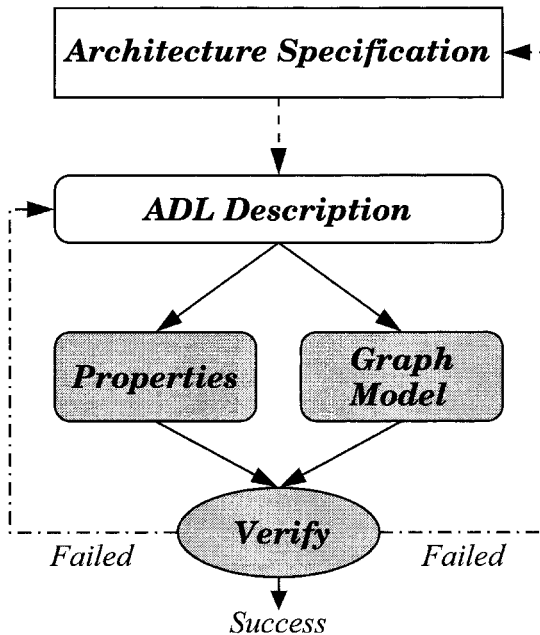 Architecture Specification
ADL Description
Properties
Graph
Model
Verify
Failed
Failed
Success